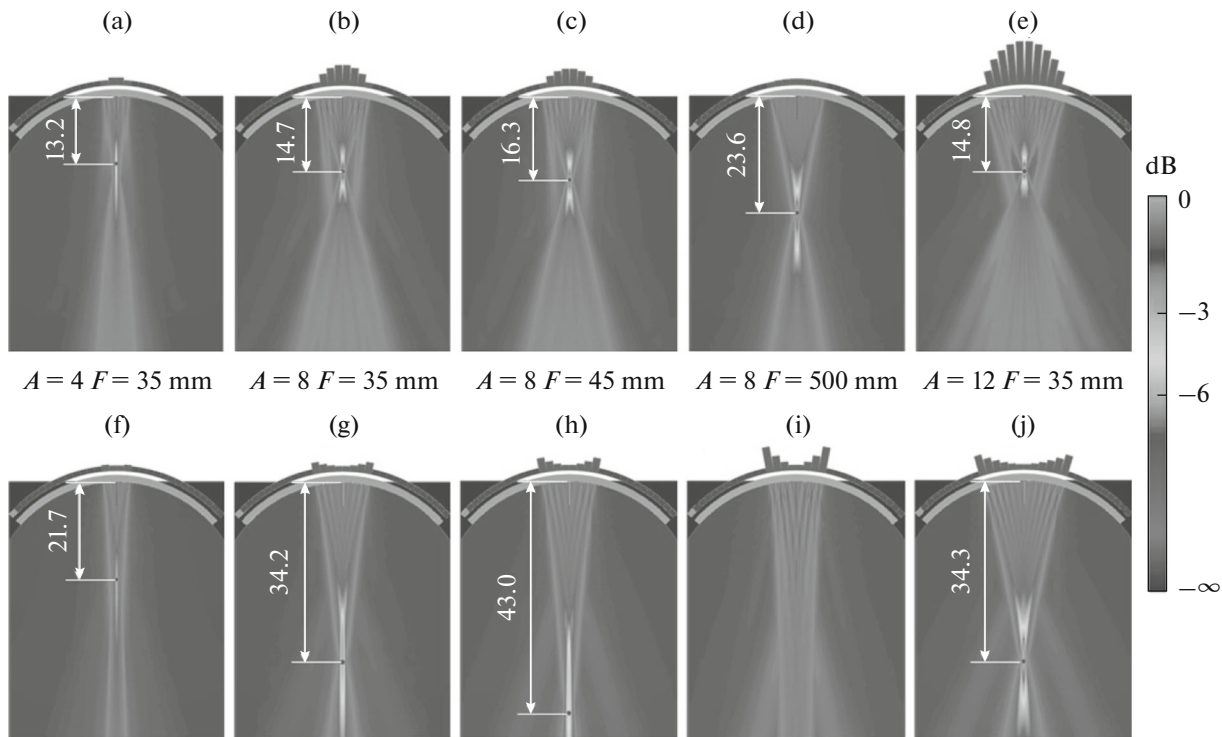 (a) (b) (c) (d) (e)
13.2 14.7 16.3 23.6 14.8
dB
0
−3
−6
−∞
A = 4 F = 35 mm A = 8 F = 35 mm A = 8 F = 45 mm A = 8 F = 500 mm A = 12 F = 35 mm
(f) (g) (h) (i) (j)
21.7 34.2 43.0 34.3